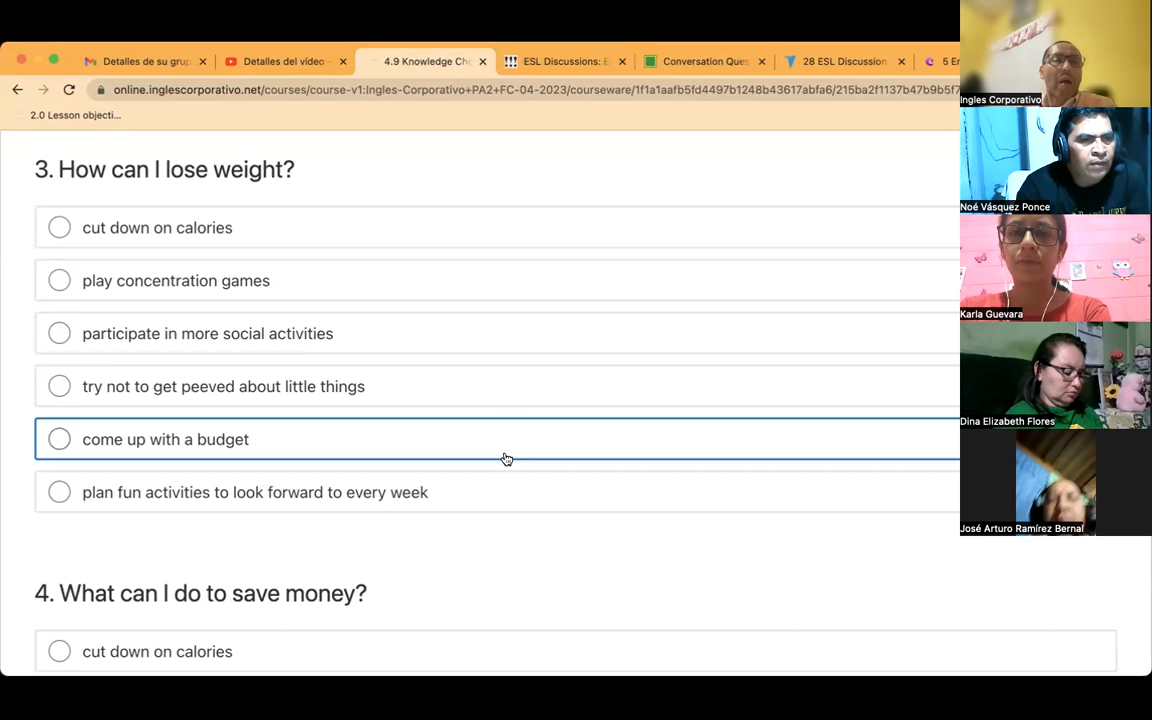 Detalles de su grup
Detalles del vídeo
4.9 Knowledge Che
ESL Discussions: E
Conversation Ques
28 ESL Discussion
5 En
online.inglescorporativo.net/courses/course-v1:Ingles-Corporativo+PA2+FC-04-2023/courseware/1f1a1aafb5fd4497b1248b43617abfa6/215ba2f1137b47b9b5f7
2.0 Lesson objecti...
3. How can I lose weight?
cut down on calories
play concentration games
participate in more social activities
try not to get peeved about little things
come up with a budget
plan fun activities to look forward to every week
4. What can I do to save money?
cut down on calories
Ingles Corporativo
Noé Vásquez Ponce
Karla Guevara
Dina Elizabeth Flores
José Arturo Ramírez Bernal